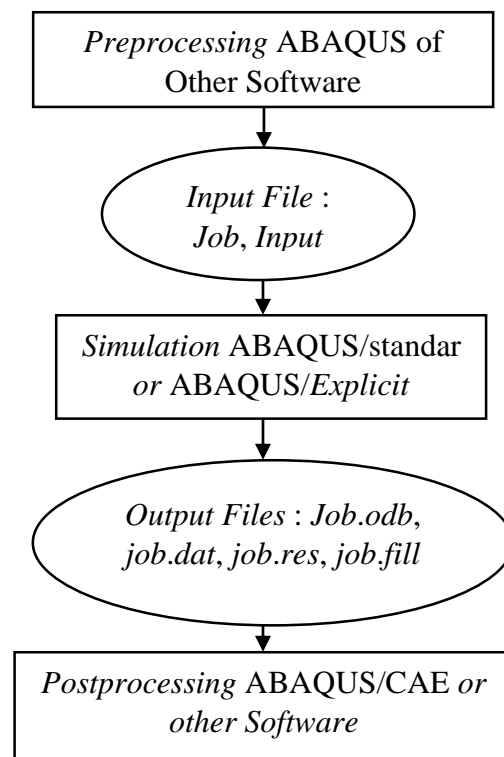 Preprocessing ABAQUS of
Other Software
Input File :
Job, Input
Simulation ABAQUS/standar
or ABAQUS/Explicit
Output Files : Job.odb,
job.dat, job.res, job.fill
Postprocessing ABAQUS/CAE or
other Software